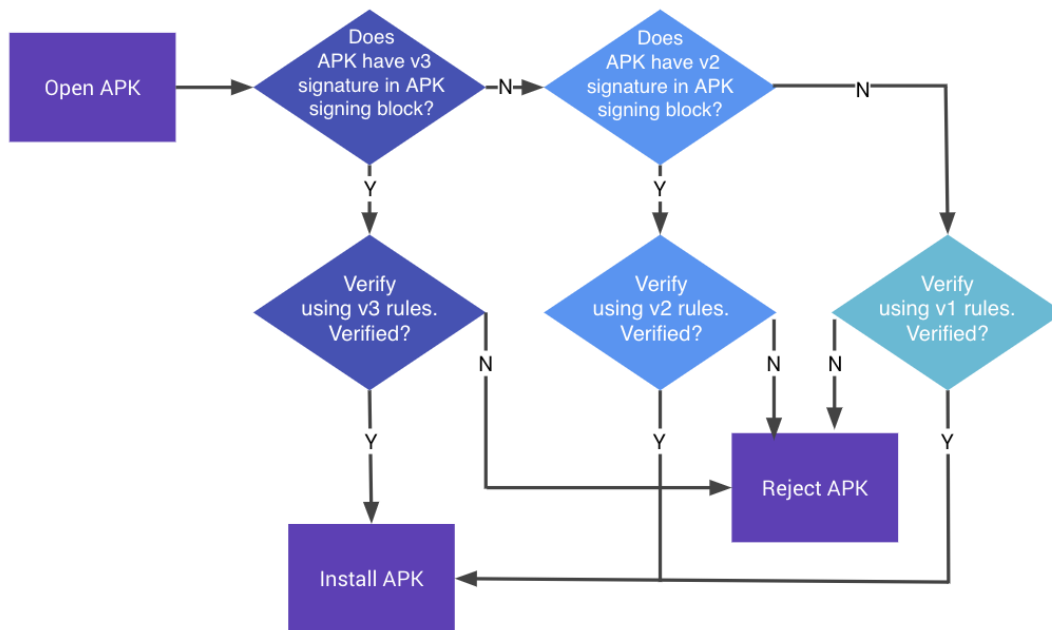 Open APK
Does
APK have v3
signature in APK
signing block?
N
Does
APK have v2
signature in APK
signing block?
N
Y
Y
Verify
using v3 rules.
Verified?
Verify
using v2 rules.
Verified?
Verify
using v1 rules.
Verified?
N
N
N
Y
Y
Y
Reject APK
Install APK